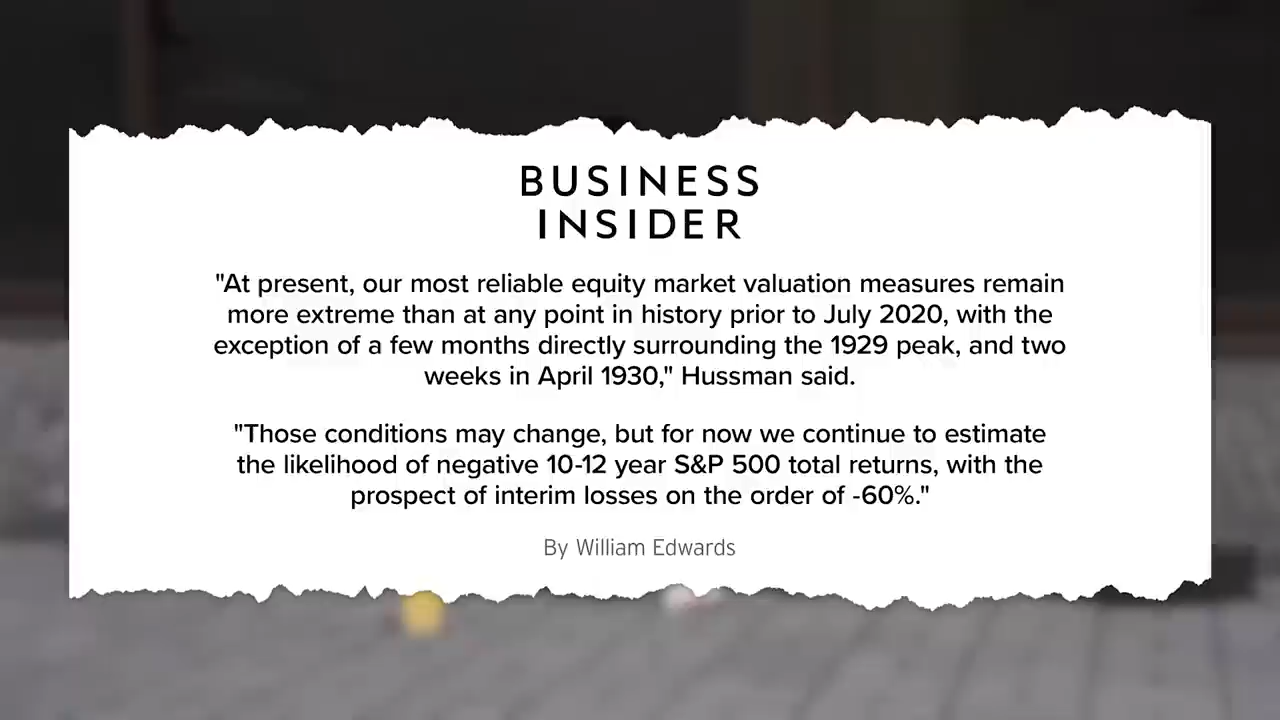 BUSINESS
INSIDER
"At present, our most reliable equity market valuation measures remain
more extreme than at any point in history prior to July 2020, with the
exception of a few months directly surrounding the 1929 peak, and two
weeks in April 1930," Hussman said.
"Those conditions may change, but for now we continue to estimate
the likelihood of negative 10-12 year S&P 500 total returns, with the
prospect of interim losses on the order of -60%."
By William Edwards